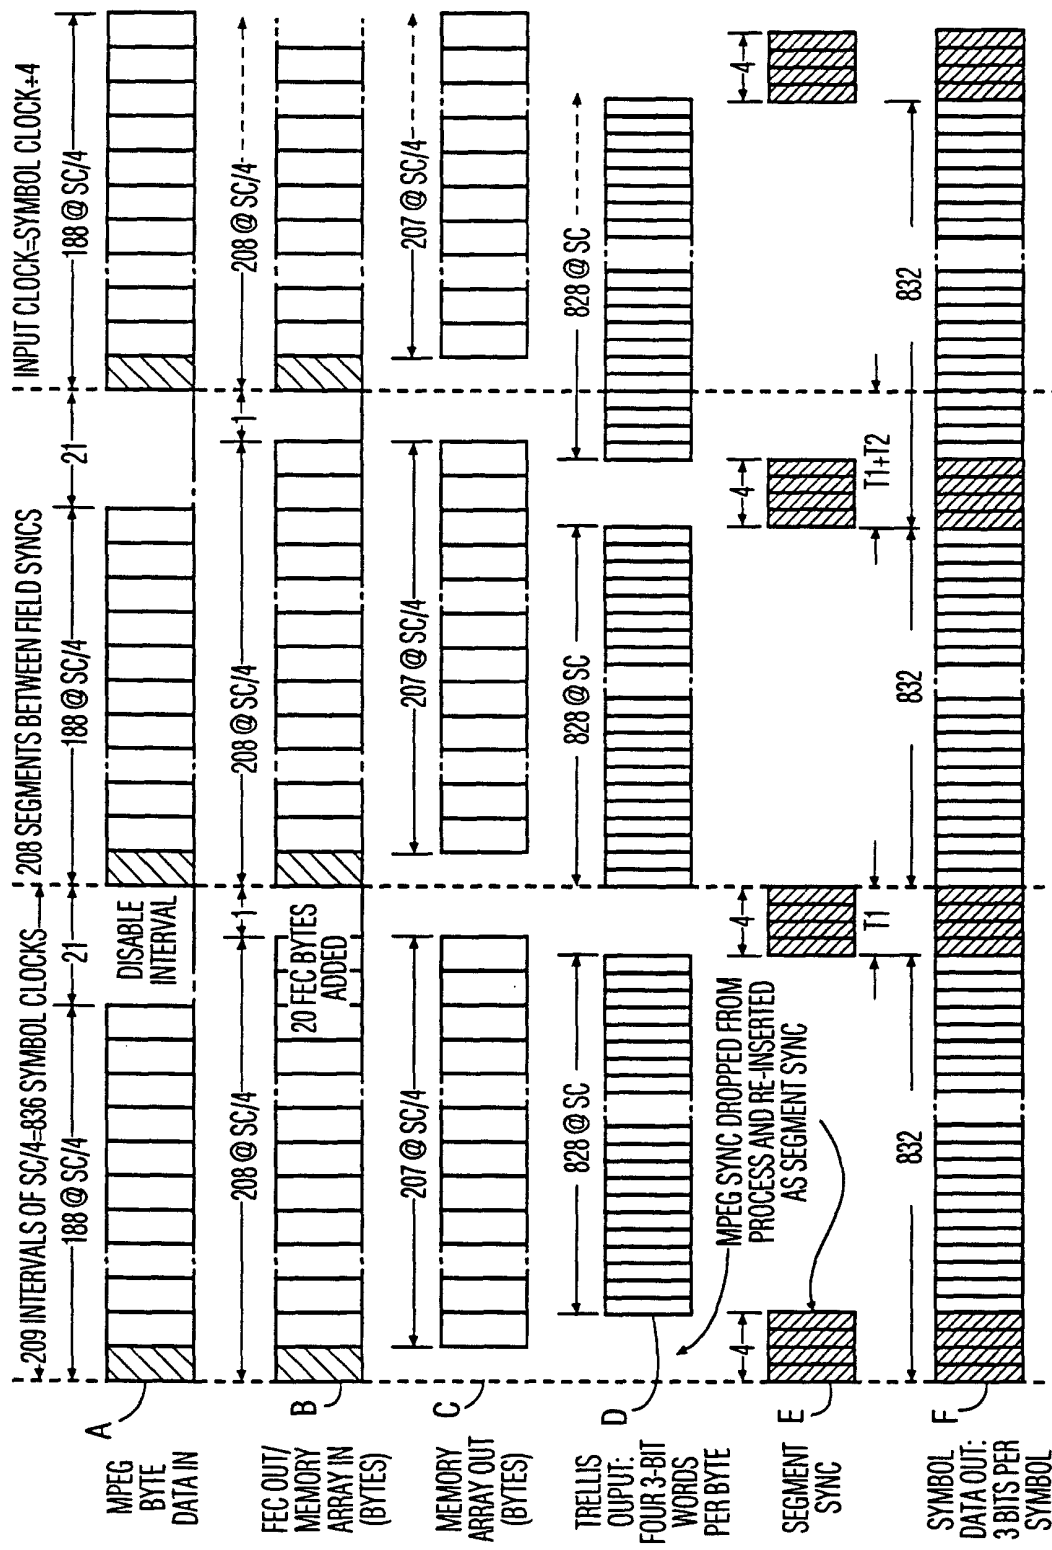 209 INTERVALS OF SC/4=836 SYMBOL CLOCKS
208 SEGMENTS BETWEEN FIELD SYNCS
INPUT CLOCK=SYMBOL CLOCK÷4
188 @ SC/4
21
188 @ SC/4
21
188 @ SC/4
A
MPEG
BYTE
DATA IN
DISABLE
INTERVAL
208 @ SC/4
1
208 @ SC/4
1
208 @ SC/4
B
FEC OUT/
MEMORY
ARRAY IN
(BYTES)
20 FEC BYTES
ADDED
207 @ SC/4
207 @ SC/4
207 @ SC/4
C
MEMORY
ARRAY OUT
(BYTES)
828 @ SC
828 @ SC
828 @ SC
D
TRELLIS
OUPUT:
FOUR 3-BIT
WORDS
PER BYTE
MPEG SYNC DROPPED FROM
PROCESS AND RE-INSERTED
AS SEGMENT SYNC
4
4
4
4
E
SEGMENT
SYNC
T1
T1+T2
832
832
832
F
SYMBOL
DATA OUT:
3 BITS PER
SYMBOL